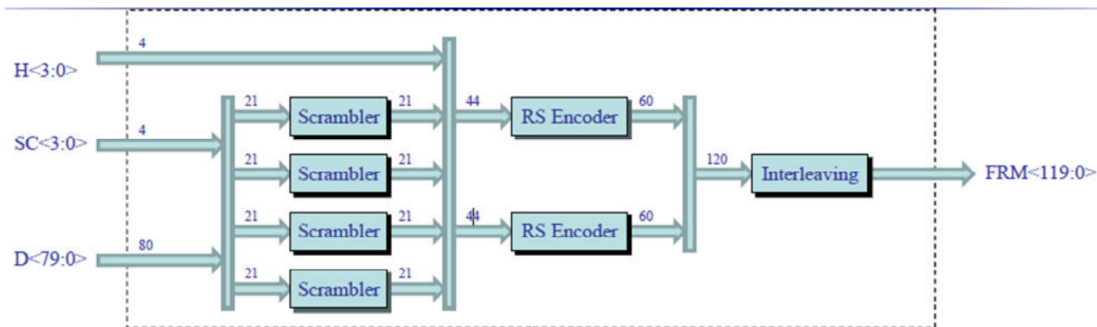 4
H<3:0>
21 Scrambler 21 44 RS Encoder 60
SC<3:0> 4
21 Scrambler 21 120 Interleaving FRM<119:0>
21 Scrambler 21 44 RS Encoder 60
D<79:0> 80
21 Scrambler 21